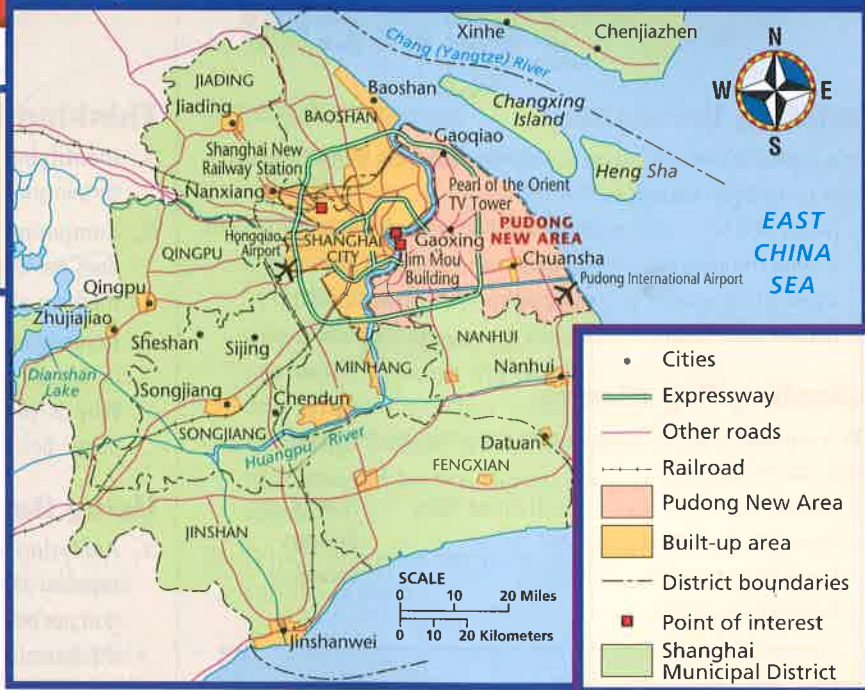 Xinhe
Chenjiazhen
Chang (Yangtze) River
N
W
E
S
JIADING
Jiading
Baoshan
BAOSHAN
Changxing
Island
Gaoqiao
Heng Sha
Shanghai New
Railway Station
Nanxiang
Pearl of the Orient
TV Tower
PUDONG
NEW AREA
EAST
CHINA
SEA
QINGPU
Hongqiao
Airport
SHANGHAI
CITY
Gaoxing
Jim Mou
Building
Chuansha
Pudong International Airport
Qingpu
Zhujiajiao
Sheshan
Sijing
NANHUI
Nanhui
MINHANG
Dianshan
Lake
Songjiang
Chendun
SONGJIANG
Huangpu River
Datuan
FENGXIAN
JINSHAN
Jinshanwei
SCALE
0 10 20 Miles
0 10 20 Kilometers
Cities
Expressway
Other roads
Railroad
Pudong New Area
Built-up area
District boundaries
Point of interest
Shanghai
Municipal District